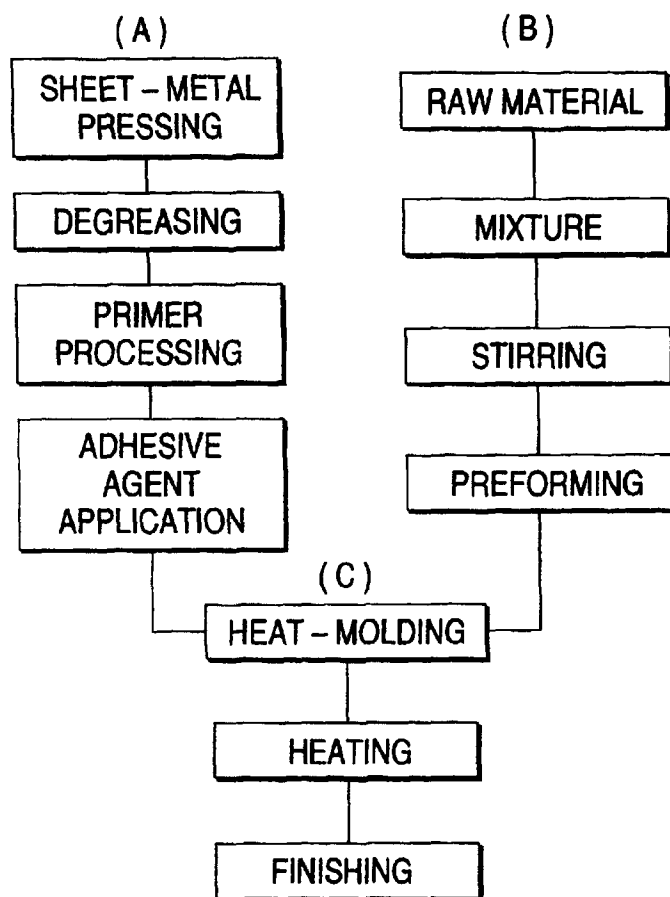 (A)
SHEET-METAL
PRESSING
DEGREASING
PRIMER
PROCESSING
ADHESIVE
AGENT
APPLICATION
(B)
RAW MATERIAL
MIXTURE
STIRRING
PREFORMING
(C)
HEAT-MOLDING
HEATING
FINISHING